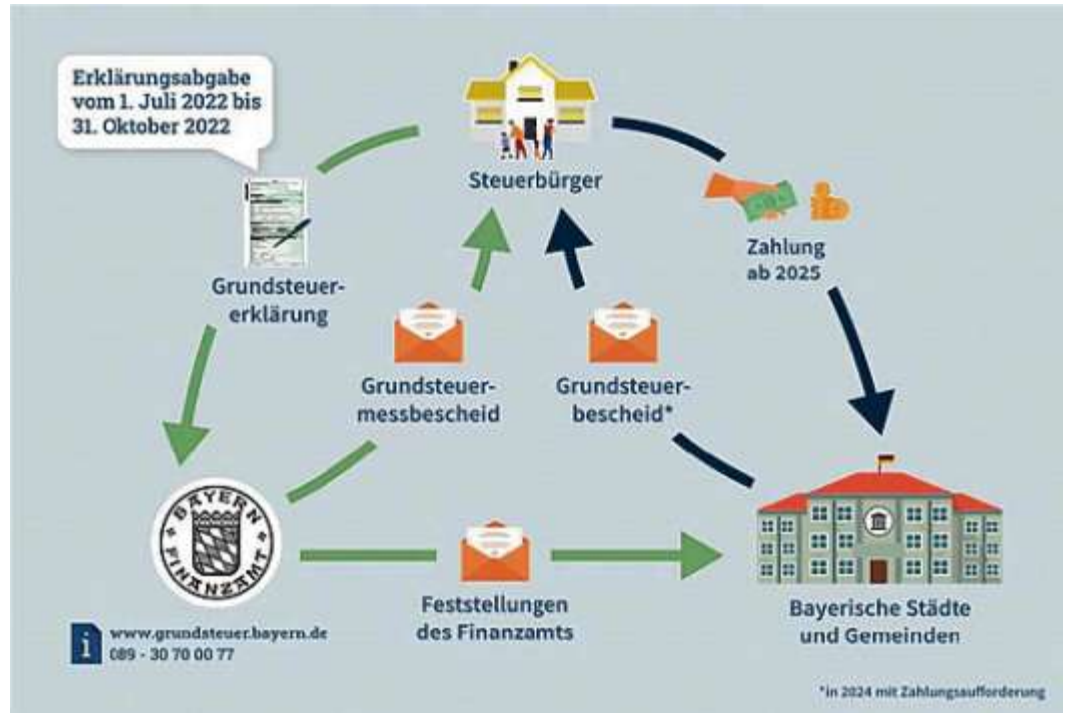 Erklärungsabgabe
vom 1. Juli 2022 bis
31. Oktober 2022
Steuerbürger
Zahlung
ab 2025
Grundsteuer-
erklärung
Grundsteuer-
messbescheid
Grundsteuer-
bescheid*
BAYERN
FINANZAMT
Feststellungen
des Finanzamts
Bayerische Städte
und Gemeinden
i
www.grundsteuer.bayern.de
089 - 30 70 00 77
*in 2024 mit Zahlungsaufforderung